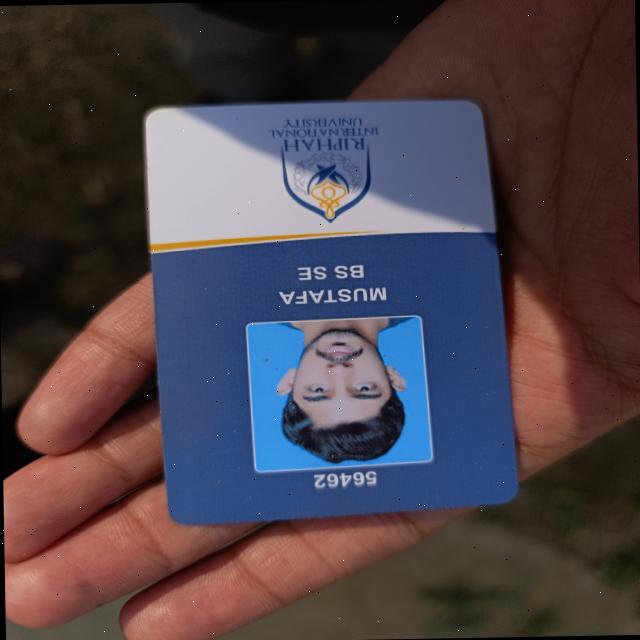 56462
MUSTAFA
BS SE
RIPHAH
INTERNATIONAL
UNIVERSITY